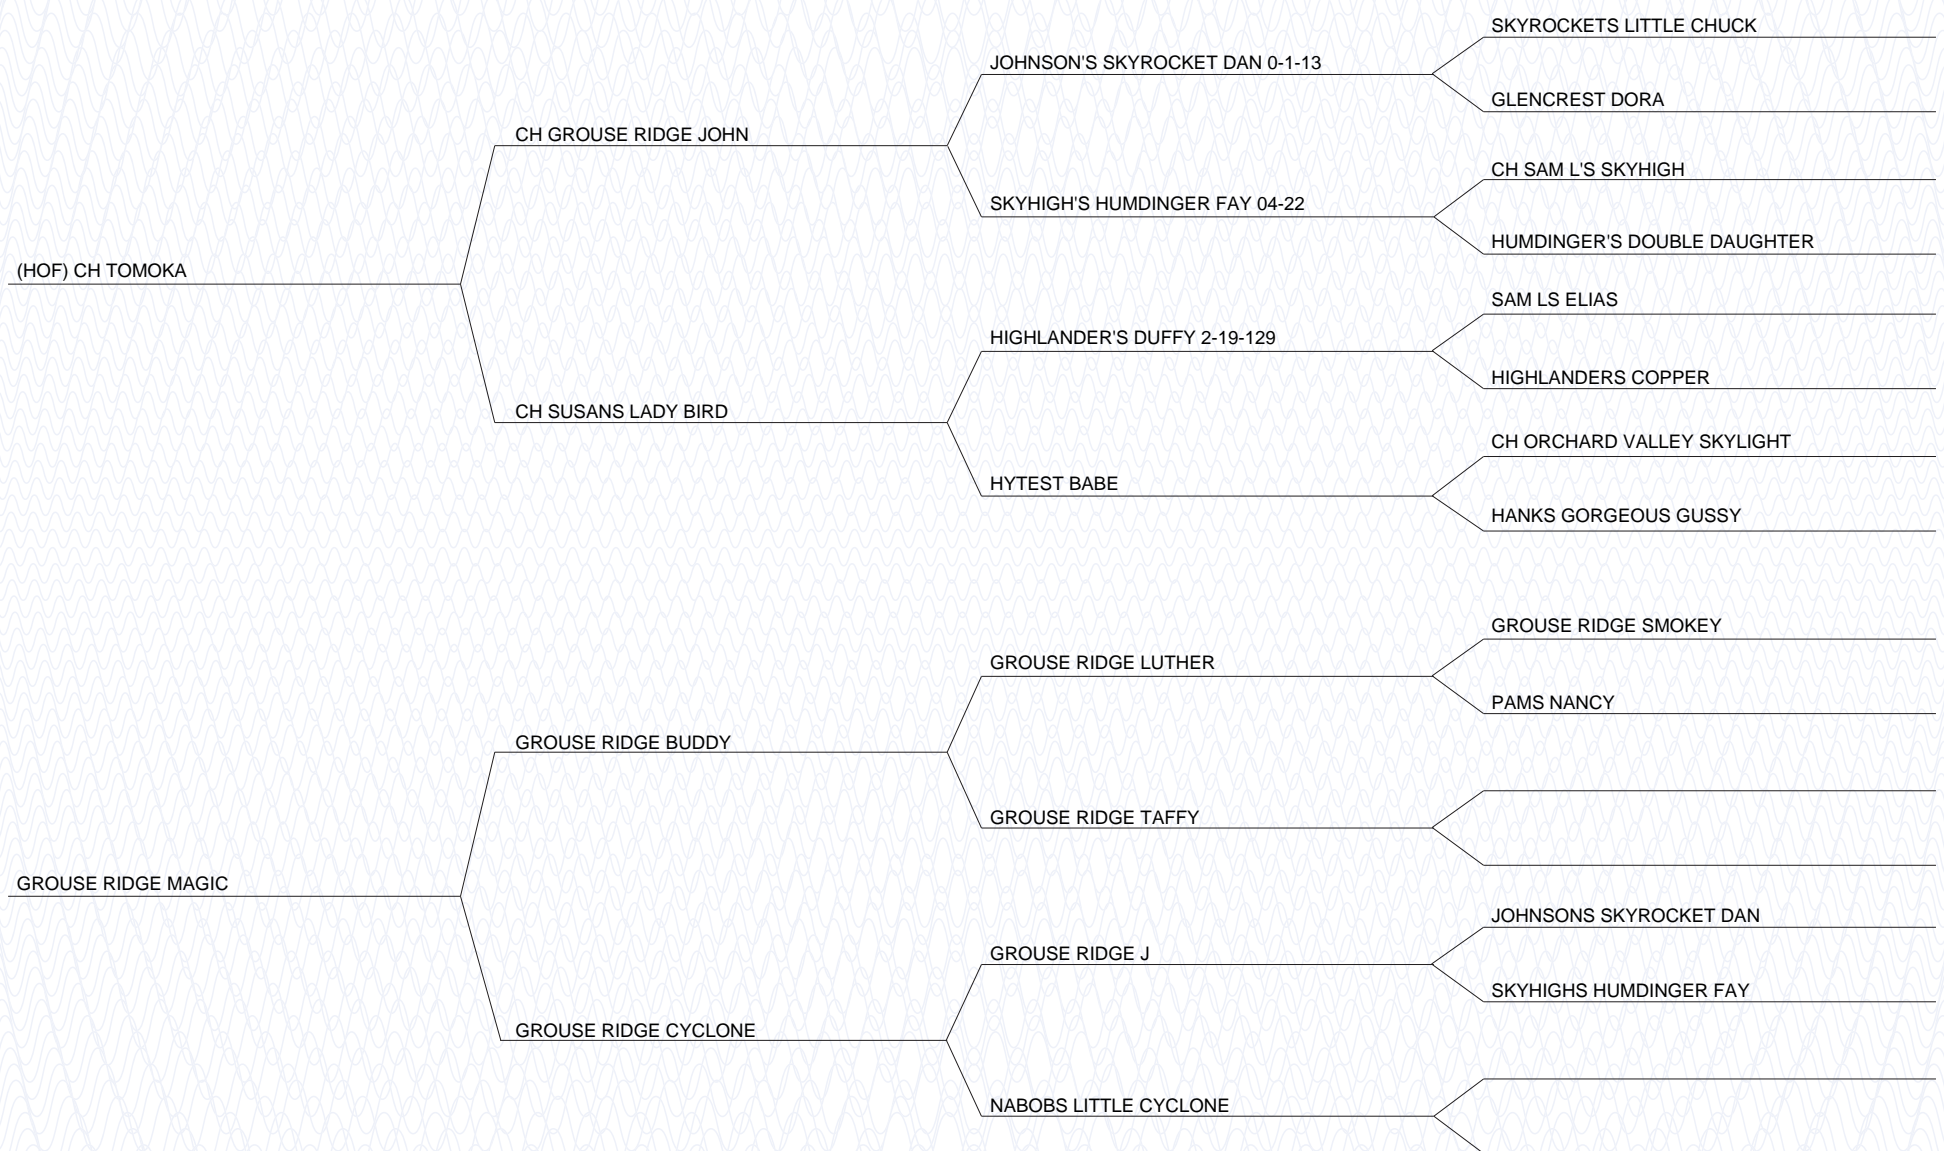 SKYROCKETS LITTLE CHUCK
JOHNSON'S SKYROCKET DAN 0-1-13
GLENCREST DORA
CH GROUSE RIDGE JOHN
CH SAM L'S SKYHIGH
SKYHIGH'S HUMDINGER FAY 04-22
HUMDINGER'S DOUBLE DAUGHTER
(HOF) CH TOMOKA
SAM LS ELIAS
HIGHLANDER'S DUFFY 2-19-129
HIGHLANDERS COPPER
CH SUSANS LADY BIRD
CH ORCHARD VALLEY SKYLIGHT
HYTEST BABE
HANKS GORGEOUS GUSSY
GROUSE RIDGE SMOKEY
GROUSE RIDGE LUTHER
PAMS NANCY
GROUSE RIDGE BUDDY
GROUSE RIDGE TAFFY
GROUSE RIDGE MAGIC
JOHNSONS SKYROCKET DAN
GROUSE RIDGE J
SKYHIGHS HUMDINGER FAY
GROUSE RIDGE CYCLONE
NABOBS LITTLE CYCLONE